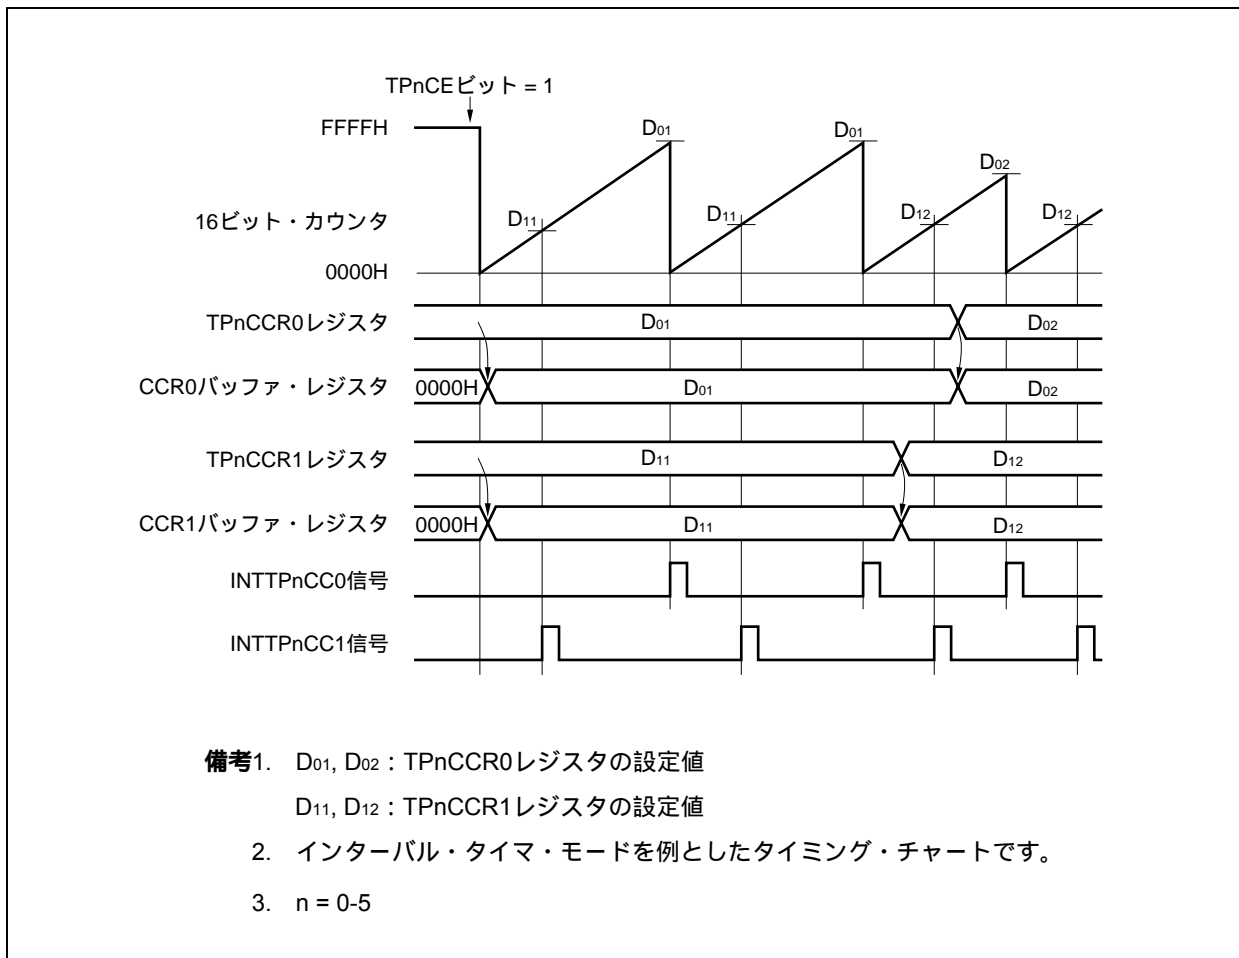 TPnCEビット = 1
FFFFH
D01
D01
D02
16ビット・カウンタ
D11
D11
D12
D12
0000H
TPnCCR0レジスタ
D01
D02
CCR0バッファ・レジスタ
0000H
D01
D02
TPnCCR1レジスタ
D11
D12
CCR1バッファ・レジスタ
0000H
D11
D12
INTTPnCC0信号
INTTPnCC1信号
備考1. D01, D02：TPnCCR0レジスタの設定値
D11, D12：TPnCCR1レジスタの設定値
2. インターバル・タイマ・モードを例としたタイミング・チャートです。
3. n = 0-5